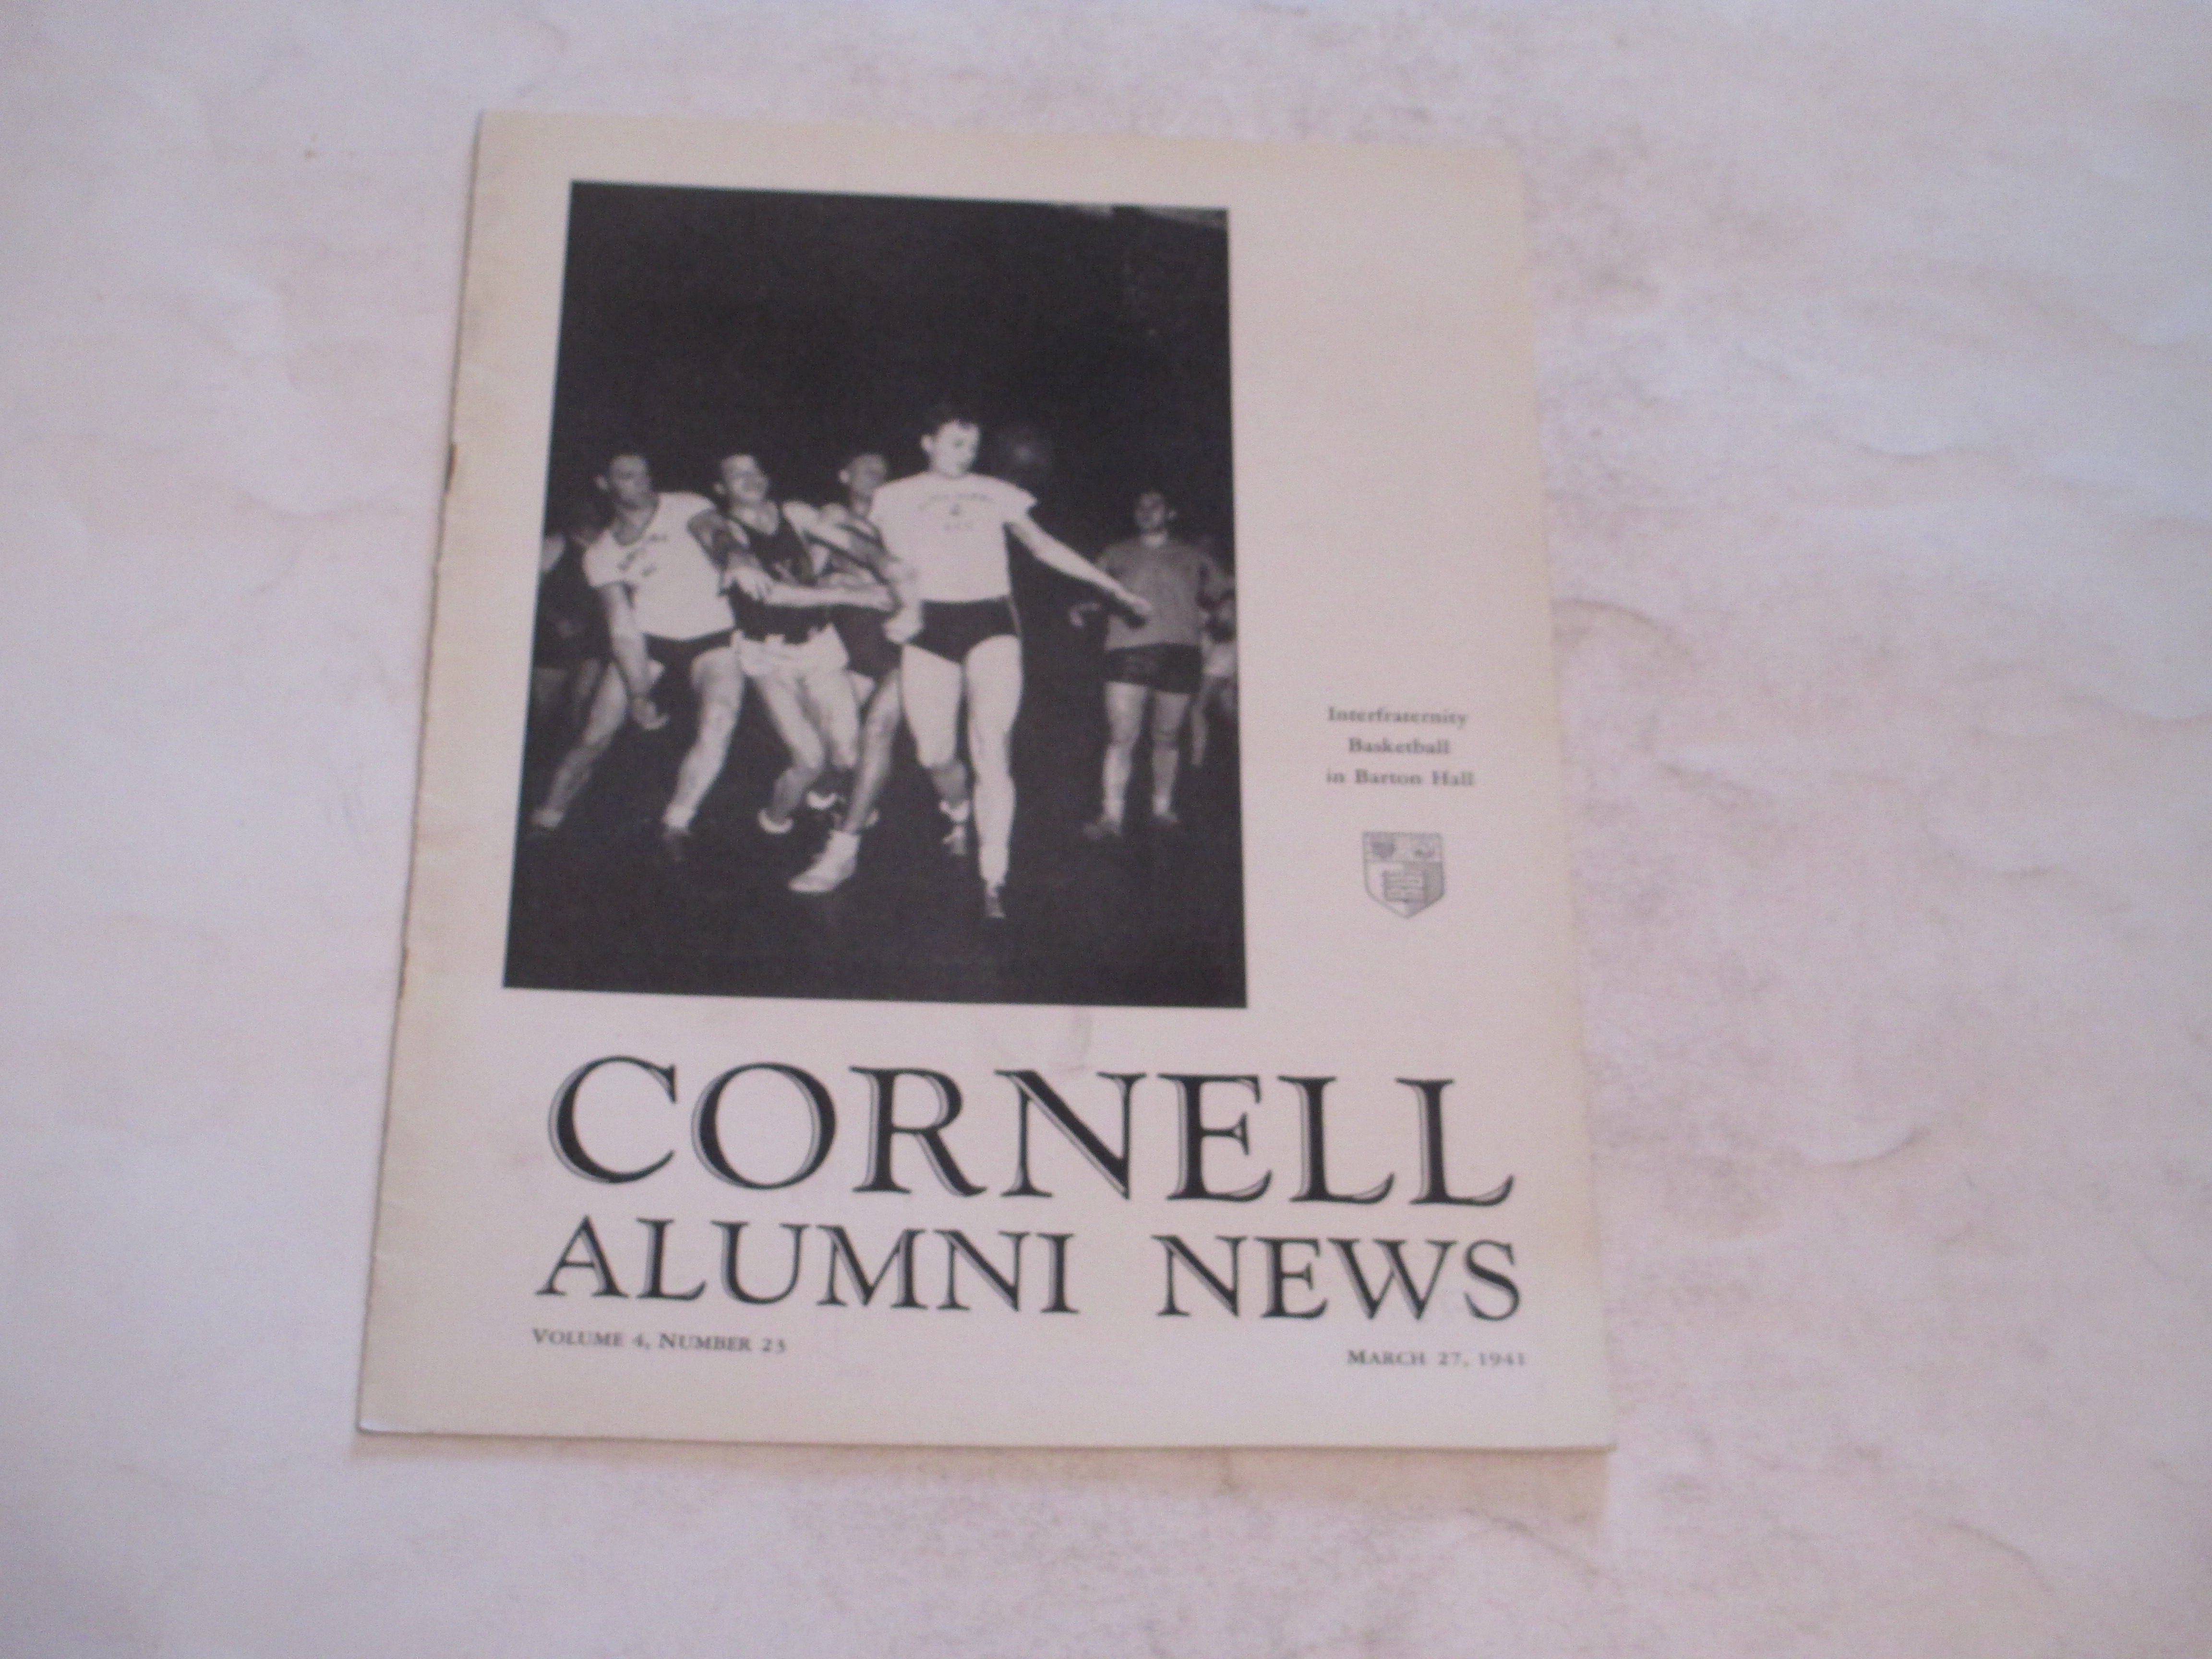 Interfraternity
Basketball
in Barton Hall
CORNELL
ALUMNI NEWS
VOLUME 4, NUMBER 23
MARCH 27, 1941